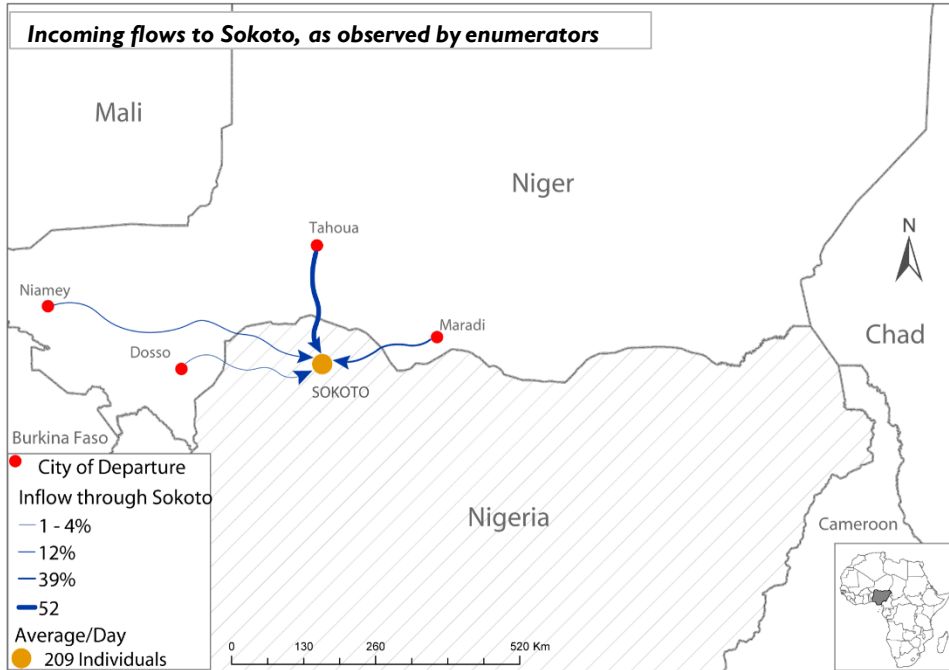 Incoming flows to Sokoto, as observed by enumerators
Mali
Niger
Tahoua
N
Niamey
Maradi
Chad
Dosso
SOKOTO
Burkina Faso
City of Departure
Inflow through Sokoto
1 - 4%
12%
39%
52
Average/Day
209 Individuals
Nigeria
Cameroon
0 130 260 520 Km